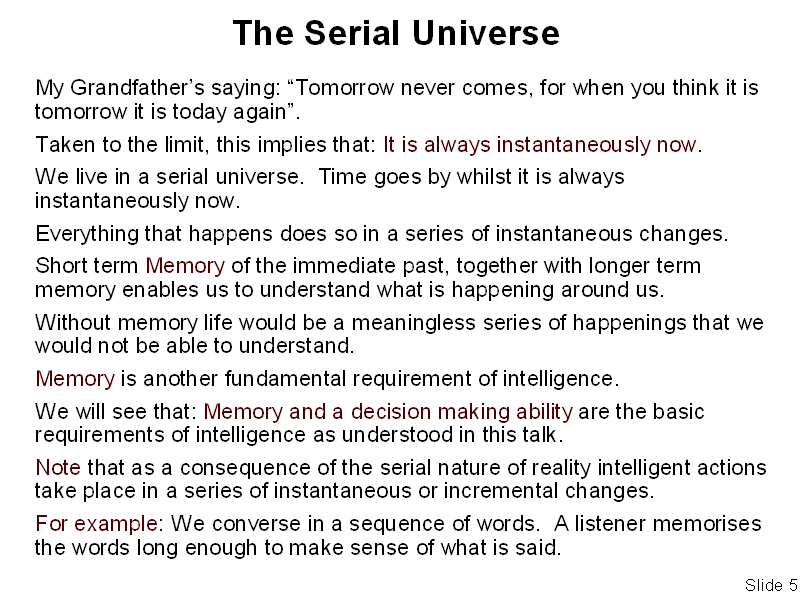 The Serial Universe
My Grandfather’s saying: “Tomorrow never comes, for when you think it is
tomorrow it is today again”.
Taken to the limit, this implies that: It is always instantaneously now.
We live in a serial universe.  Time goes by whilst it is always
instantaneously now.
Everything that happens does so in a series of instantaneous changes.
Short term Memory of the immediate past, together with longer term
memory enables us to understand what is happening around us.
Without memory life would be a meaningless series of happenings that we
would not be able to understand.
Memory is another fundamental requirement of intelligence.
We will see that: Memory and a decision making ability are the basic
requirements of intelligence as understood in this talk.
Note that as a consequence of the serial nature of reality intelligent actions
take place in a series of instantaneous or incremental changes.
For example: We converse in a sequence of words.  A listener memorises
the words long enough to make sense of what is said.
Slide 5